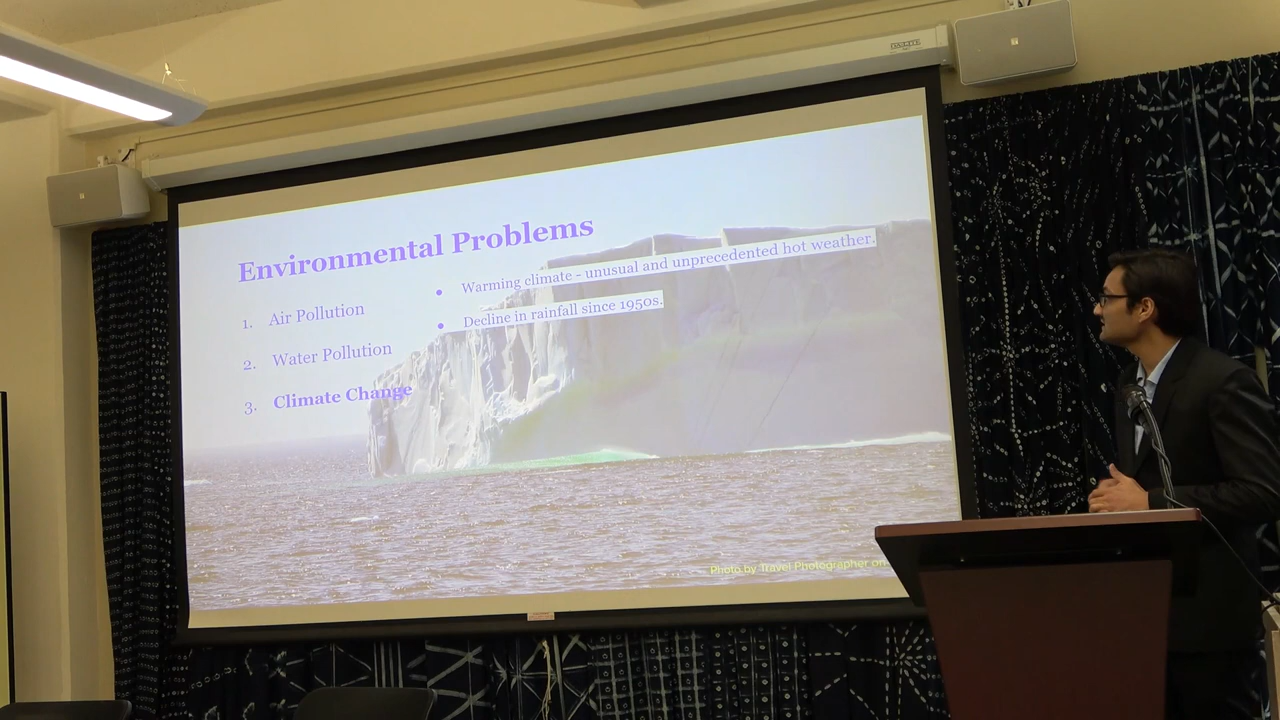 Environmental Problems
1. Air Pollution
2. Water Pollution
3. Climate Change
● Warming climate - unusual and unprecedented hot weather.
● Decline in rainfall since 1950s.
Photo by Travel Photographer on